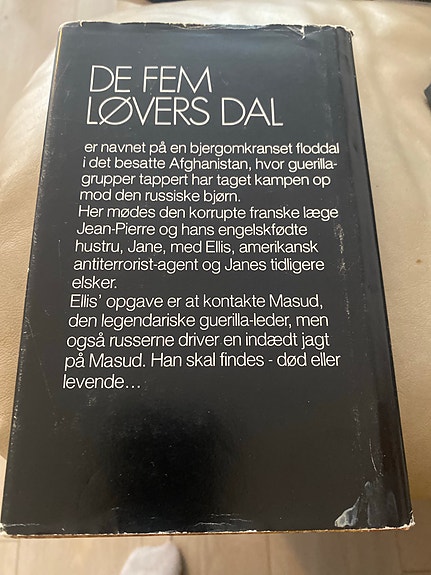 DE FEM
LØVERS DAL
er navnet på en bjergomkranset floddal
i det besatte Afghanistan, hvor guerilla-
grupper tappert har taget kampen op
mod den russiske bjørn.
Her mødes den korrupte franske læge
Jean-Pierre og hans engelskfødte
hustru, Jane, med Ellis, amerikansk
antiterrorist-agent og Janes tidligere
elsker.
Ellis' opgave er at kontakte Masud,
den legendariske guerilla-leder, men
også russerne driver en indædt jagt
på Masud. Han skal findes - død eller
levende...